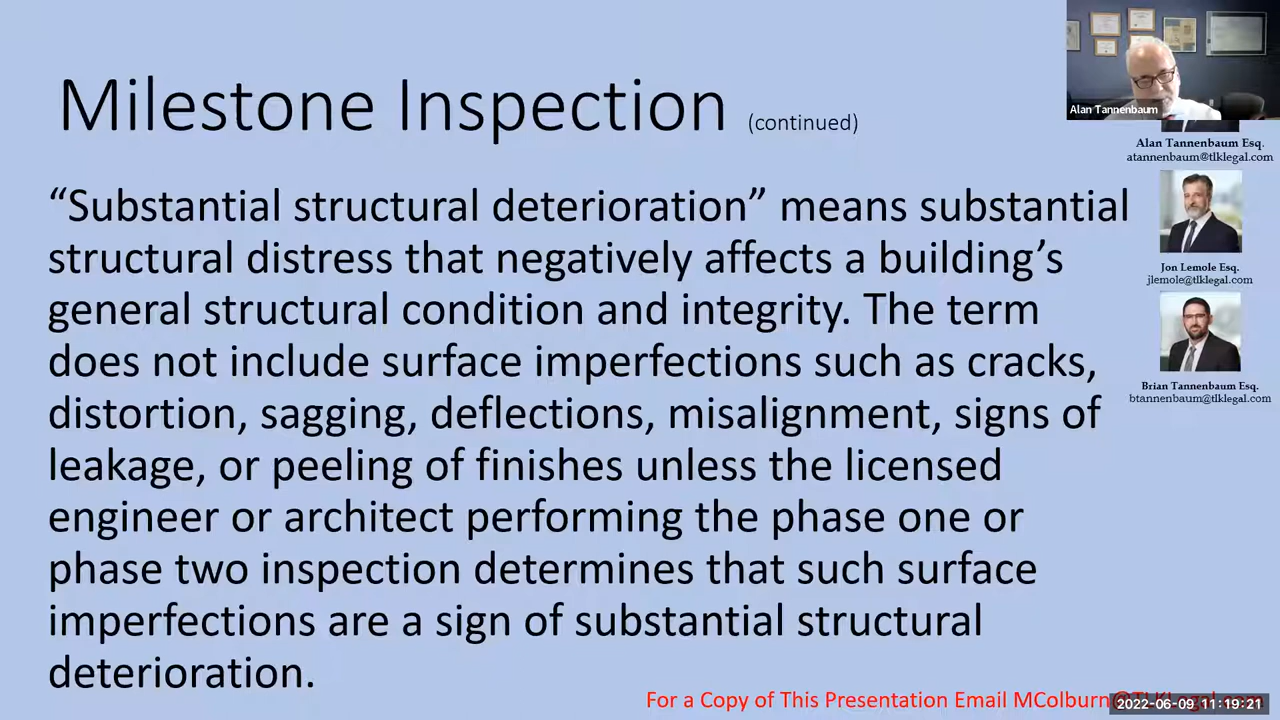 Milestone Inspection (continued)
“Substantial structural deterioration” means substantial
structural distress that negatively affects a building’s
general structural condition and integrity. The term
does not include surface imperfections such as cracks,
distortion, sagging, deflections, misalignment, signs of
leakage, or peeling of finishes unless the licensed
engineer or architect performing the phase one or
phase two inspection determines that such surface
imperfections are a sign of substantial structural
deterioration.
Alan Tannenbaum
Alan Tannenbaum Esq.
atannenbaum@tlklegal.com
Jon Lemole Esq.
jlemole@tlklegal.com
Brian Tannenbaum Esq.
btannenbaum@tlklegal.com
For a Copy of This Presentation Email MColburn@TLKLegal.com
2022-06-09 11:19:21